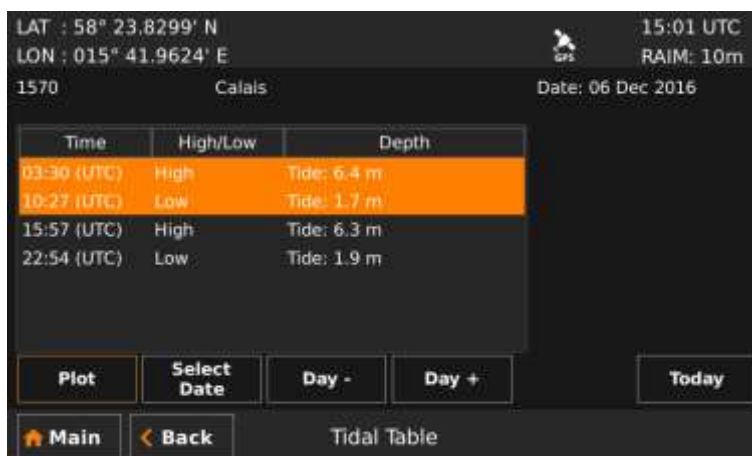 LAT : 58° 23.8299' N
15:01 UTC
LON : 015° 41.9624' E
GPS
RAIM: 10m
1570 Calais Date: 06 Dec 2016
Time High/Low Depth
03:30 (UTC) High Tide: 6.4 m
10:27 (UTC) Low Tide: 1.7 m
15:57 (UTC) High Tide: 6.3 m
22:54 (UTC) Low Tide: 1.9 m
Plot Select Date Day - Day + Today
Main Back Tidal Table